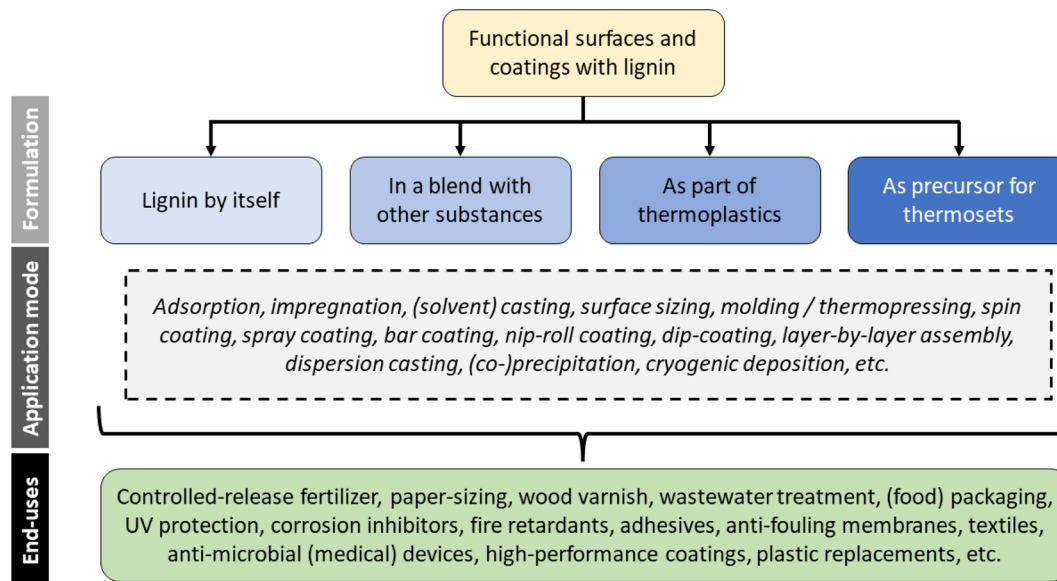 Functional surfaces and
coatings with lignin
Formulation
Lignin by itself
In a blend with
other substances
As part of
thermoplastics
As precursor for
thermosets
Application mode
Adsorption, impregnation, (solvent) casting, surface sizing, molding / thermopressing, spin
coating, spray coating, bar coating, nip-roll coating, dip-coating, layer-by-layer assembly,
dispersion casting, (co-)precipitation, cryogenic deposition, etc.
End-uses
Controlled-release fertilizer, paper-sizing, wood varnish, wastewater treatment, (food) packaging,
UV protection, corrosion inhibitors, fire retardants, adhesives, anti-fouling membranes, textiles,
anti-microbial (medical) devices, high-performance coatings, plastic replacements, etc.